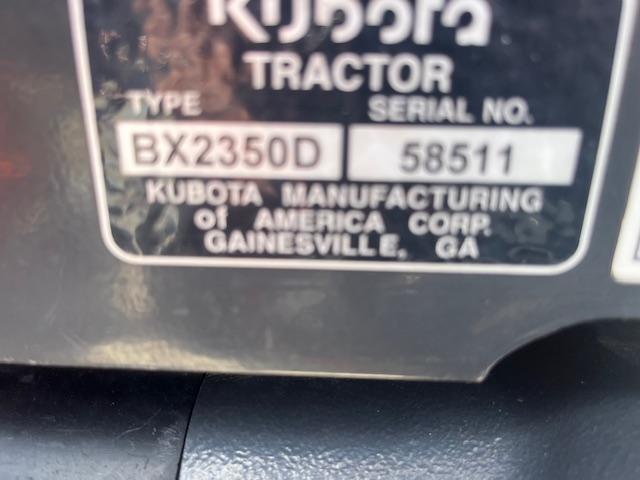 Kubota
TRACTOR
TYPE SERIAL NO.
BX2350D 58511
KUBOTA MANUFACTURING
of AMERICA CORP.
GAINESVILLE, GA